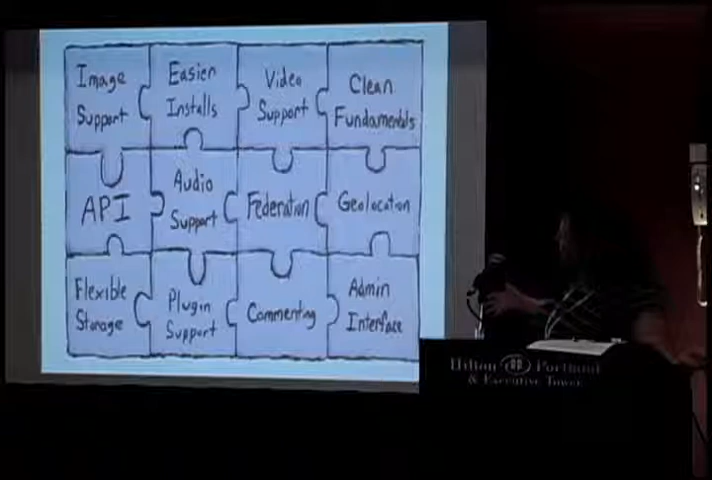 Image
Support
Easier
Installs
Video
Support
Clean
Fundamentals
API
Audio
Support
Federation
Geolocation
Flexible
Storage
Plugin
Support
Commenting
Admin
Interface
Hilton Portland
& Executive Tower